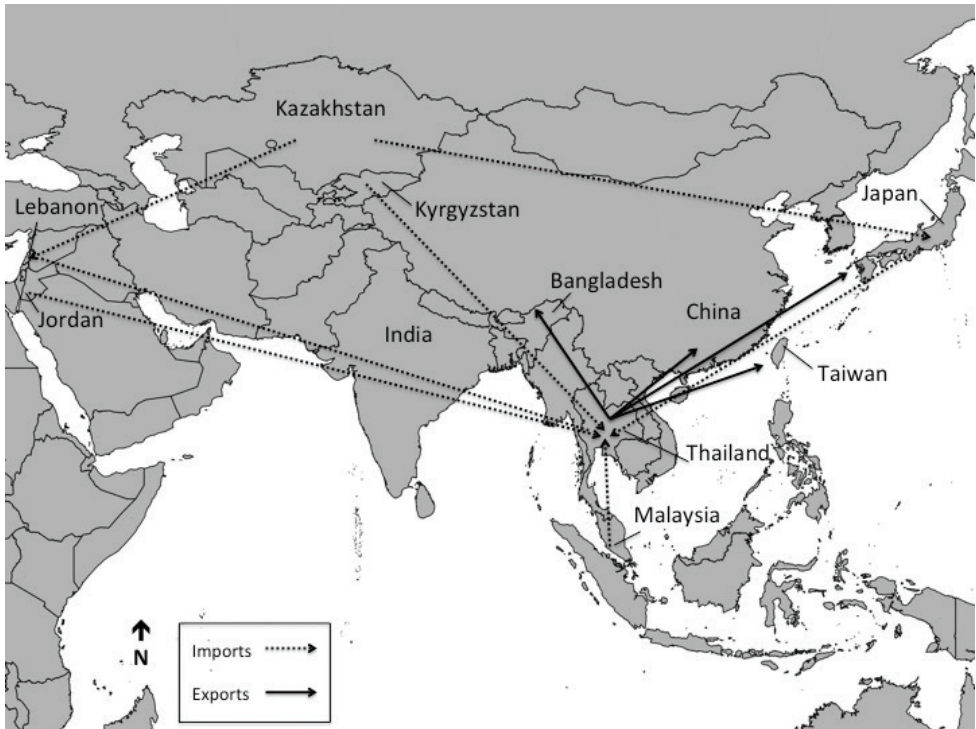 Kazakhstan
Japan
Lebanon
Kyrgyzstan
Bangladesh
China
Jordan
India
Taiwan
Thailand
Malaysia
N
Imports
Exports